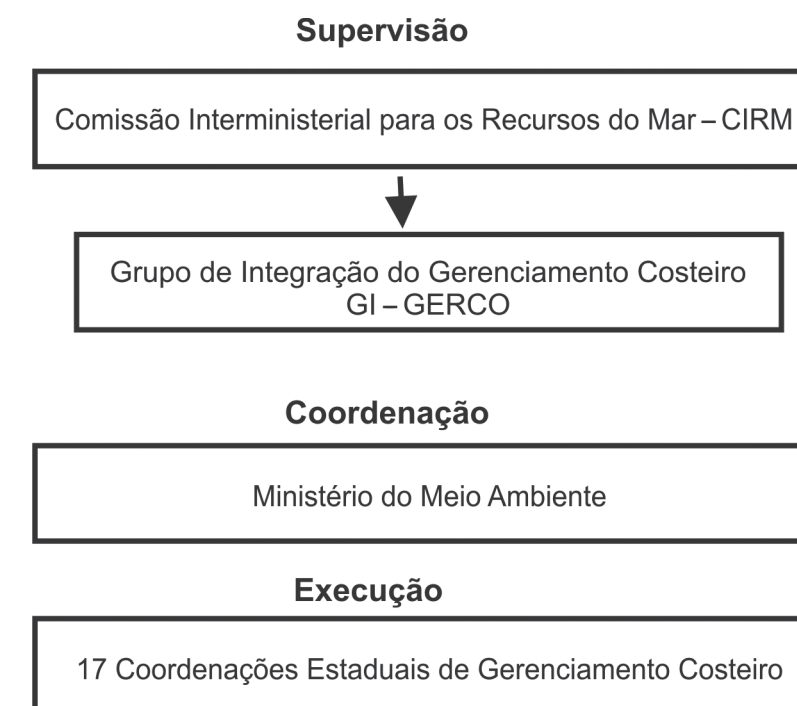 Supervisão
Comissão Interministerial para os Recursos do Mar – CIRM
Grupo de Integração do Gerenciamento Costeiro
GI – GERCO
Coordenação
Ministério do Meio Ambiente
Execução
17 Coordenações Estaduais de Gerenciamento Costeiro